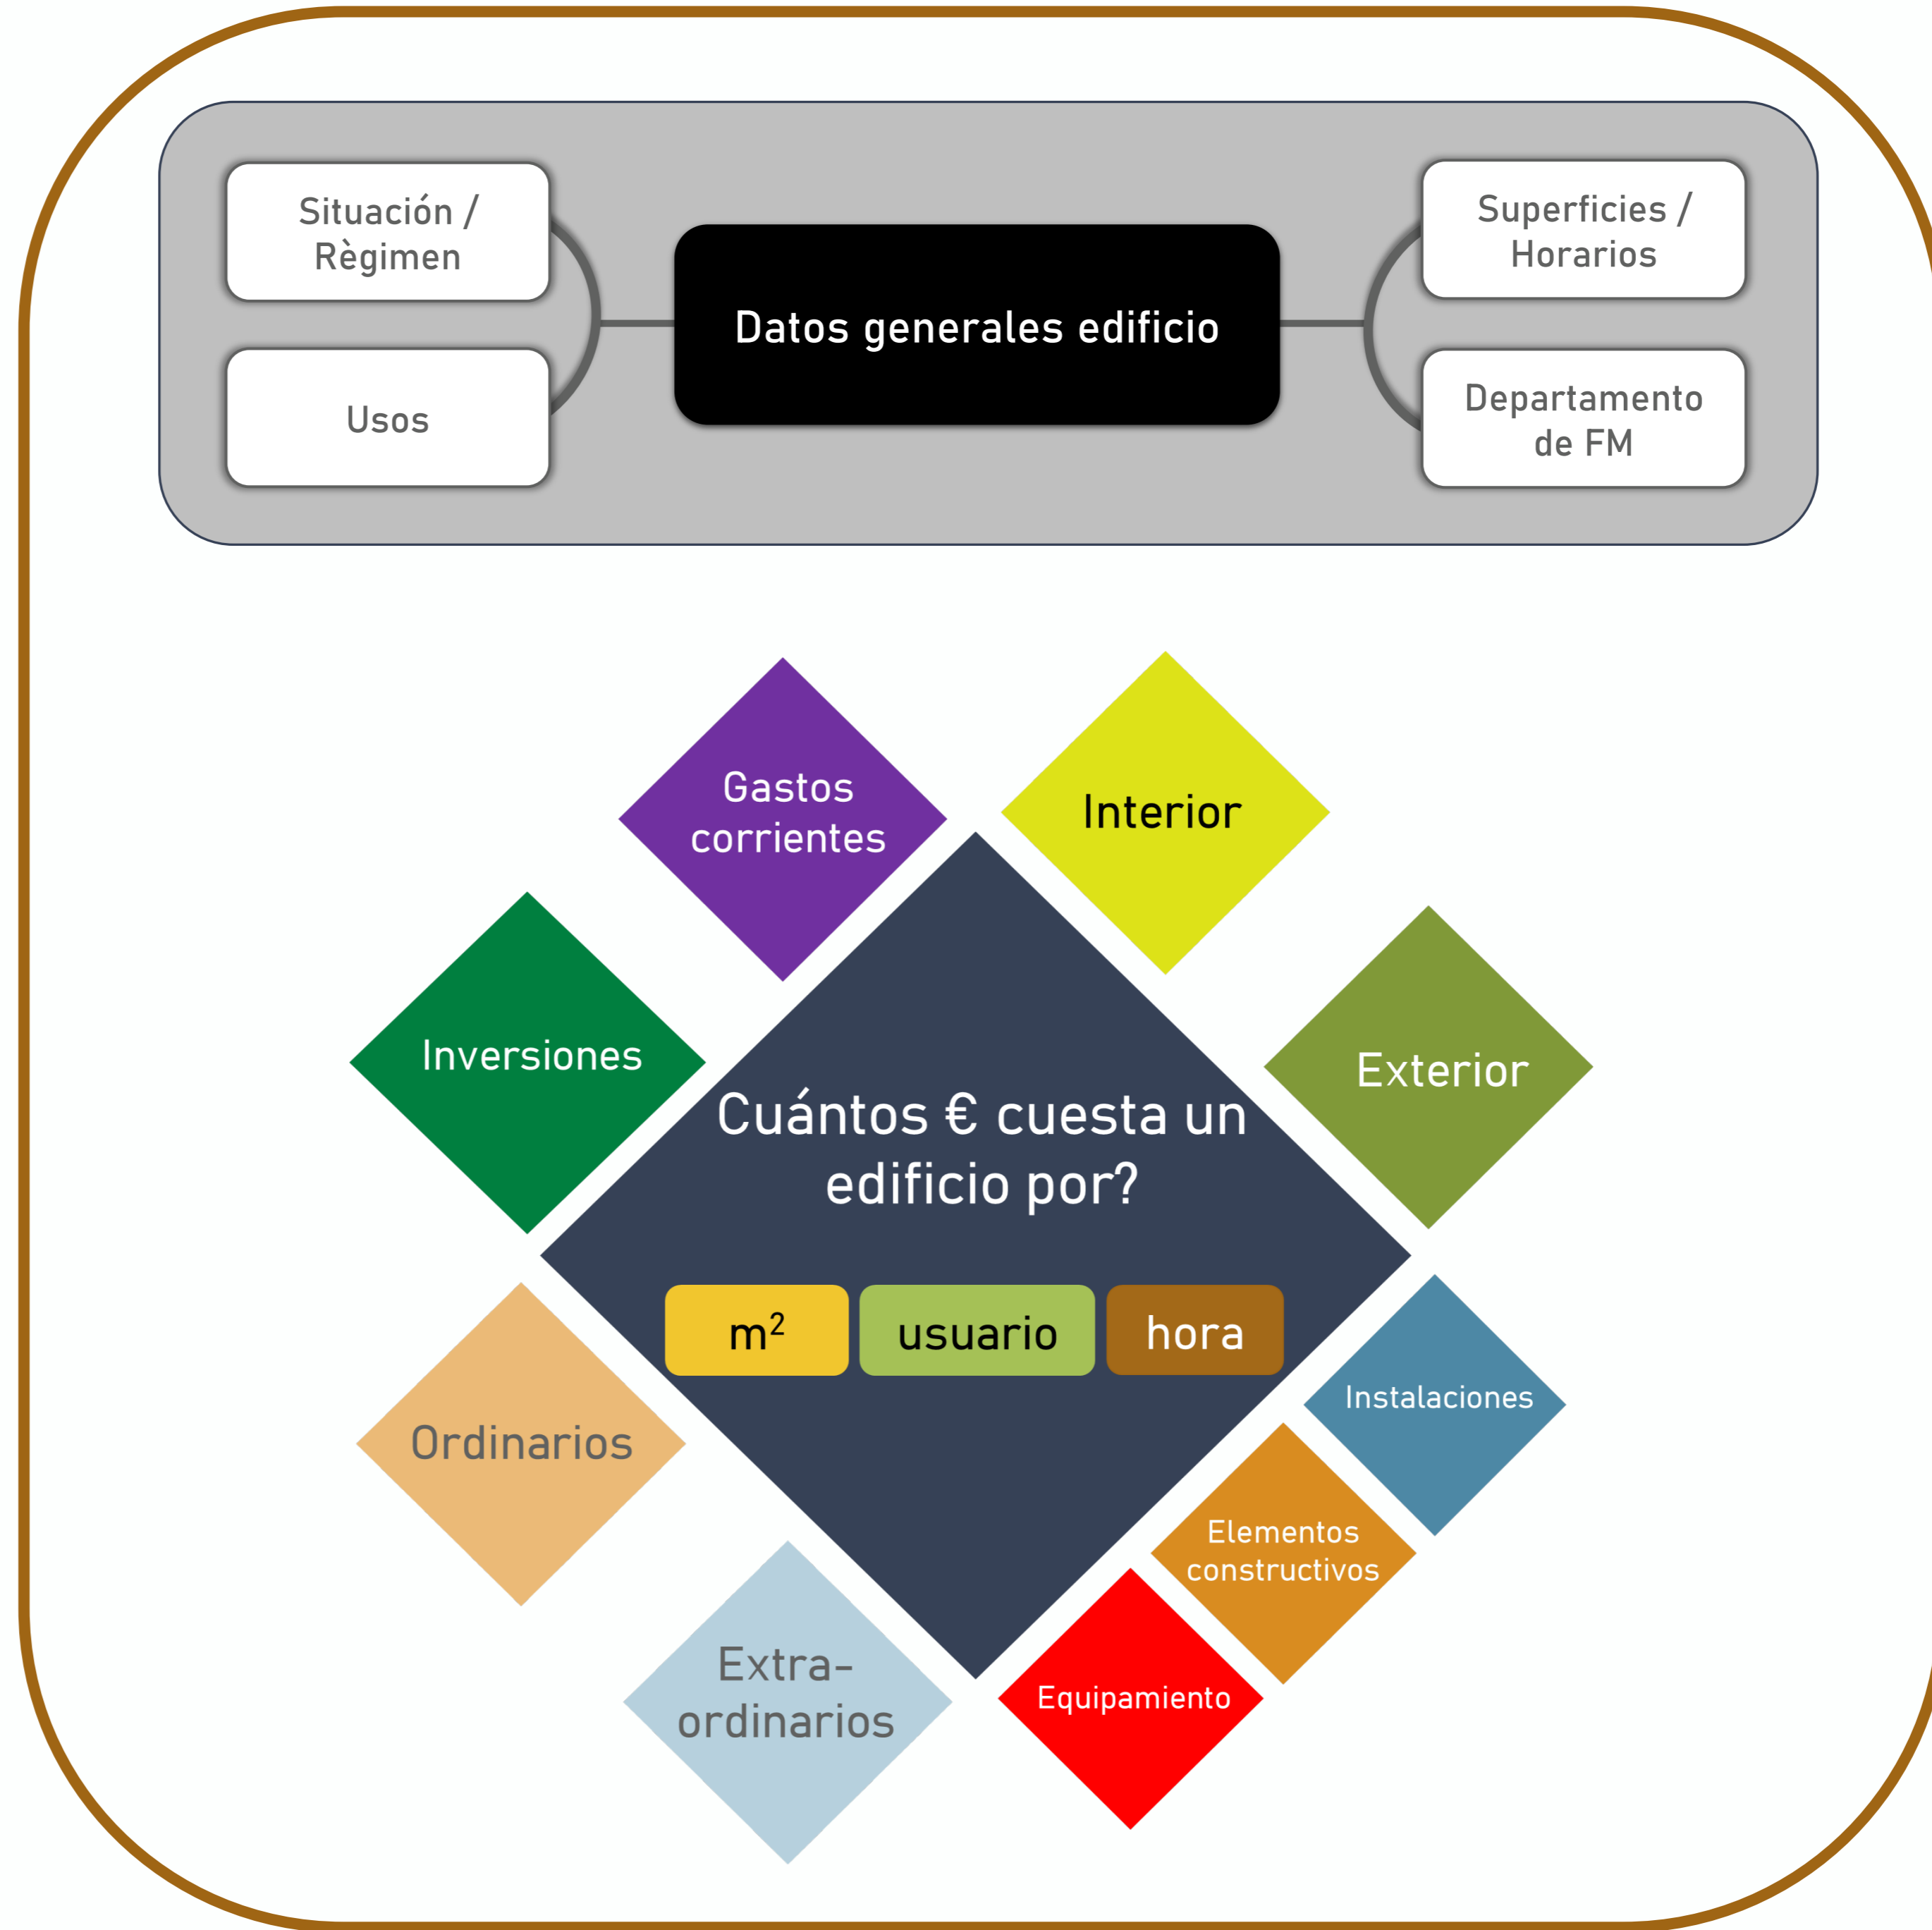 Situación /
Règimen
Usos
Datos generales edificio
Superficies /
Horarios
Departamento
de FM
Gastos
corrientes
Interior
Inversiones
Exterior
Cuántos € cuesta un
edificio por?
m²
usuario
hora
Ordinarios
Instalaciones
Elementos
constructivos
Extra-
ordinarios
Equipamiento